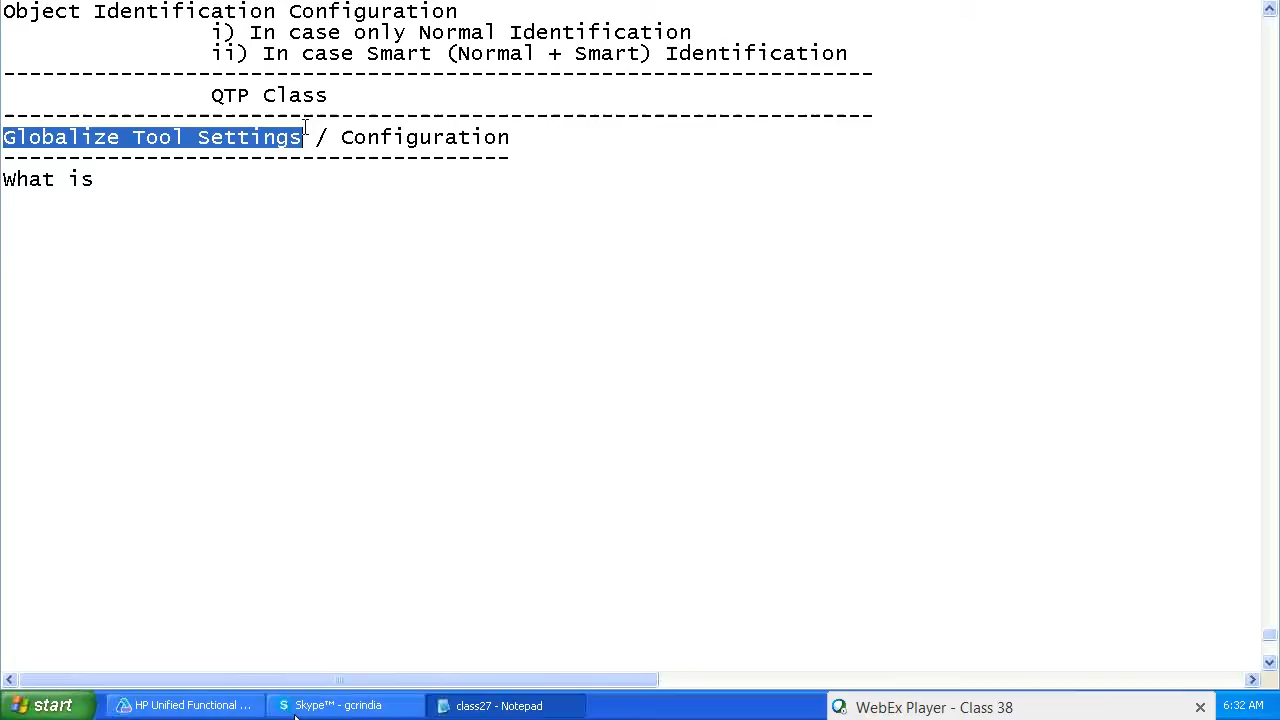 Object Identification Configuration
i) In case only Normal Identification
ii) In case Smart (Normal + Smart) Identification
-------------------------------------------------------------------
QTP Class
-------------------------------------------------------------------
Globalize Tool Settings / Configuration
---------------------------------------
What is
start
HP Unified Functional ...
Skype™ - gcrindia
class27 - Notepad
WebEx Player - Class 38
6:32 AM